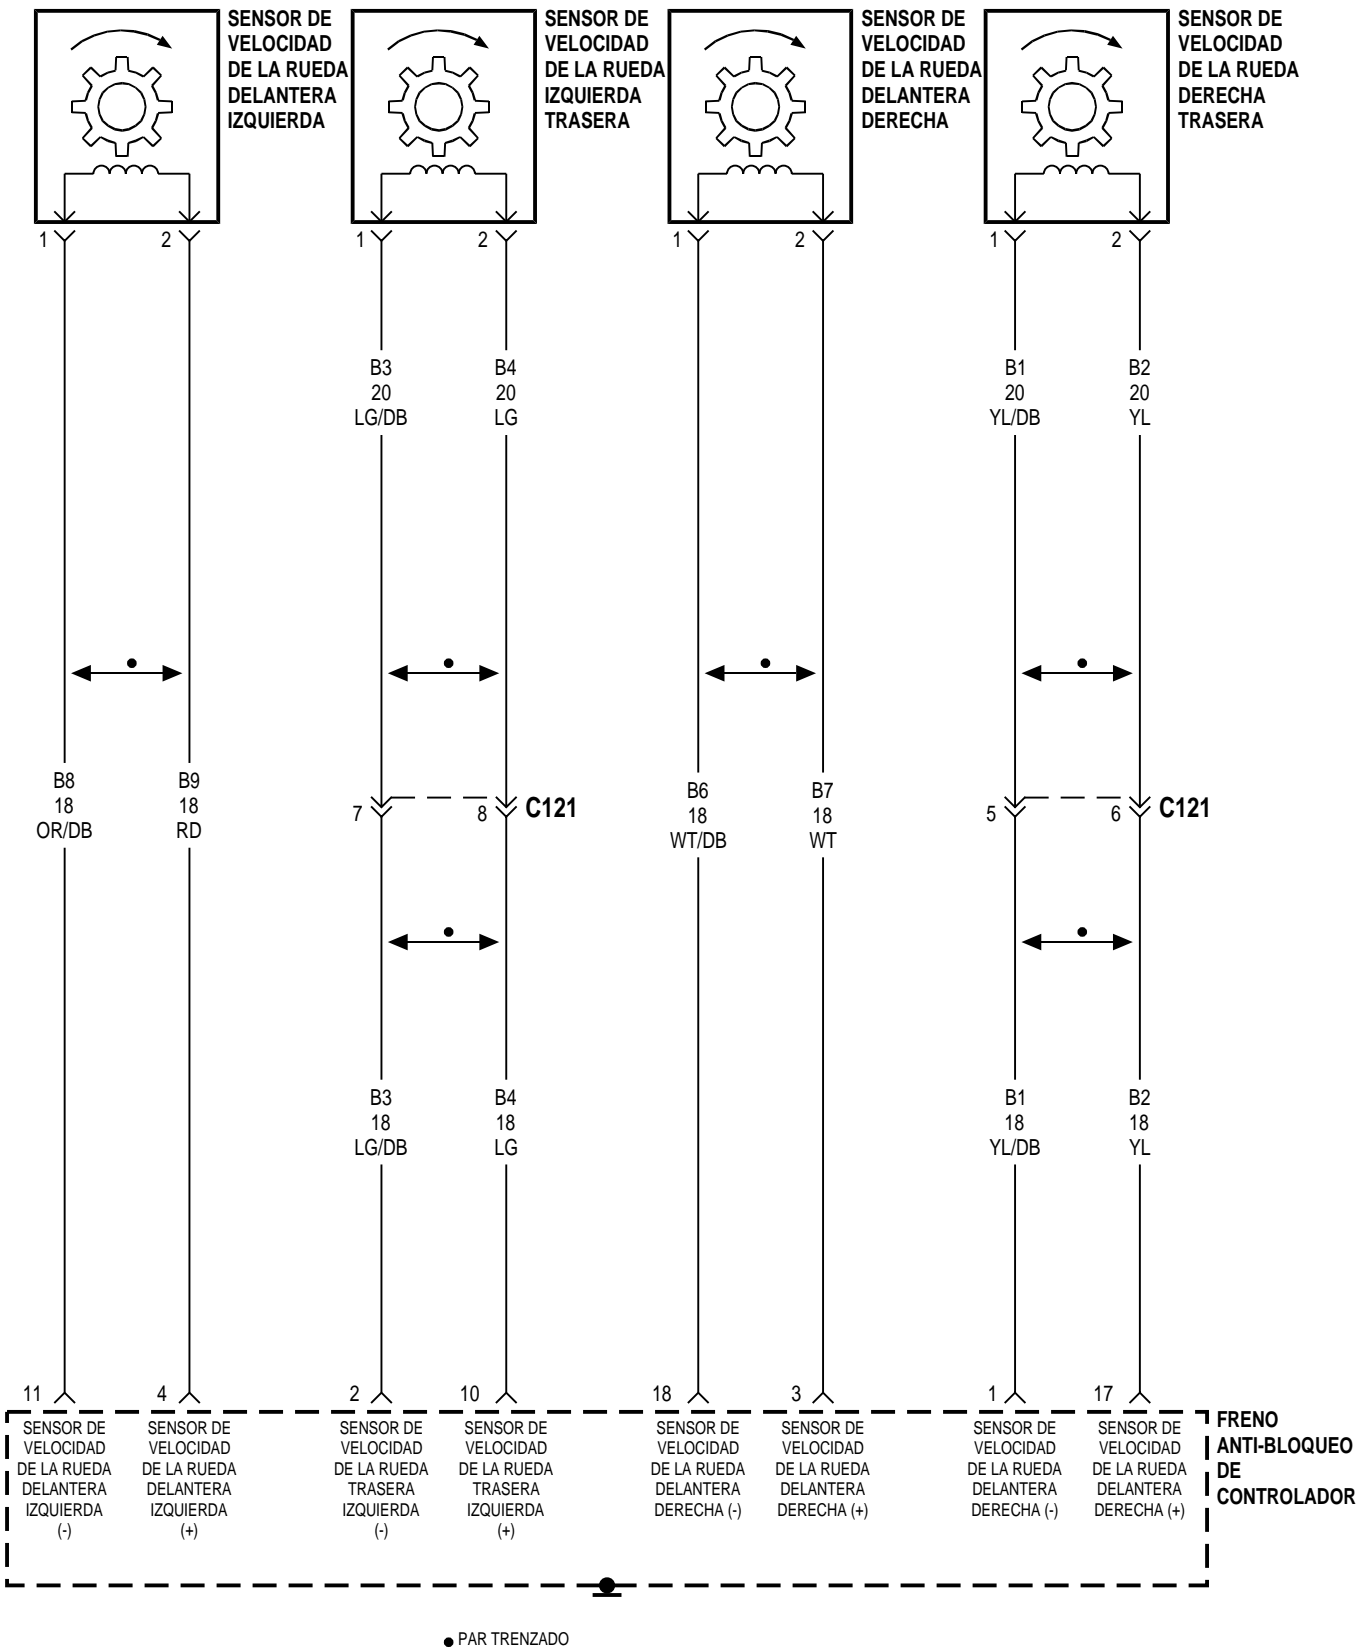 SENSOR DE
VELOCIDAD
DE LA RUEDA
DELANTERA
IZQUIERDA
SENSOR DE
VELOCIDAD
DE LA RUEDA
IZQUIERDA
TRASERA
SENSOR DE
VELOCIDAD
DE LA RUEDA
DELANTERA
DERECHA
SENSOR DE
VELOCIDAD
DE LA RUEDA
DERECHA
TRASERA
1
2
1
2
1
2
1
2
B3
20
LG/DB
B4
20
LG
B1
20
YL/DB
B2
20
YL
B8
18
OR/DB
B9
18
RD
7
8
C121
B6
18
WT/DB
B7
18
WT
5
6
C121
B3
18
LG/DB
B4
18
LG
B1
18
YL/DB
B2
18
YL
11
4
2
10
18
3
1
17
SENSOR DE
VELOCIDAD
DE LA RUEDA
DELANTERA
IZQUIERDA
(-)
SENSOR DE
VELOCIDAD
DE LA RUEDA
DELANTERA
IZQUIERDA
(+)
SENSOR DE
VELOCIDAD
DE LA RUEDA
TRASERA
IZQUIERDA
(-)
SENSOR DE
VELOCIDAD
DE LA RUEDA
TRASERA
IZQUIERDA
(+)
SENSOR DE
VELOCIDAD
DE LA RUEDA
DELANTERA
DERECHA (-)
SENSOR DE
VELOCIDAD
DE LA RUEDA
DELANTERA
DERECHA (+)
SENSOR DE
VELOCIDAD
DE LA RUEDA
DELANTERA
DERECHA (-)
SENSOR DE
VELOCIDAD
DE LA RUEDA
DELANTERA
DERECHA (+)
FRENO
ANTI-BLOQUEO
DE
CONTROLADOR
● PAR TRENZADO